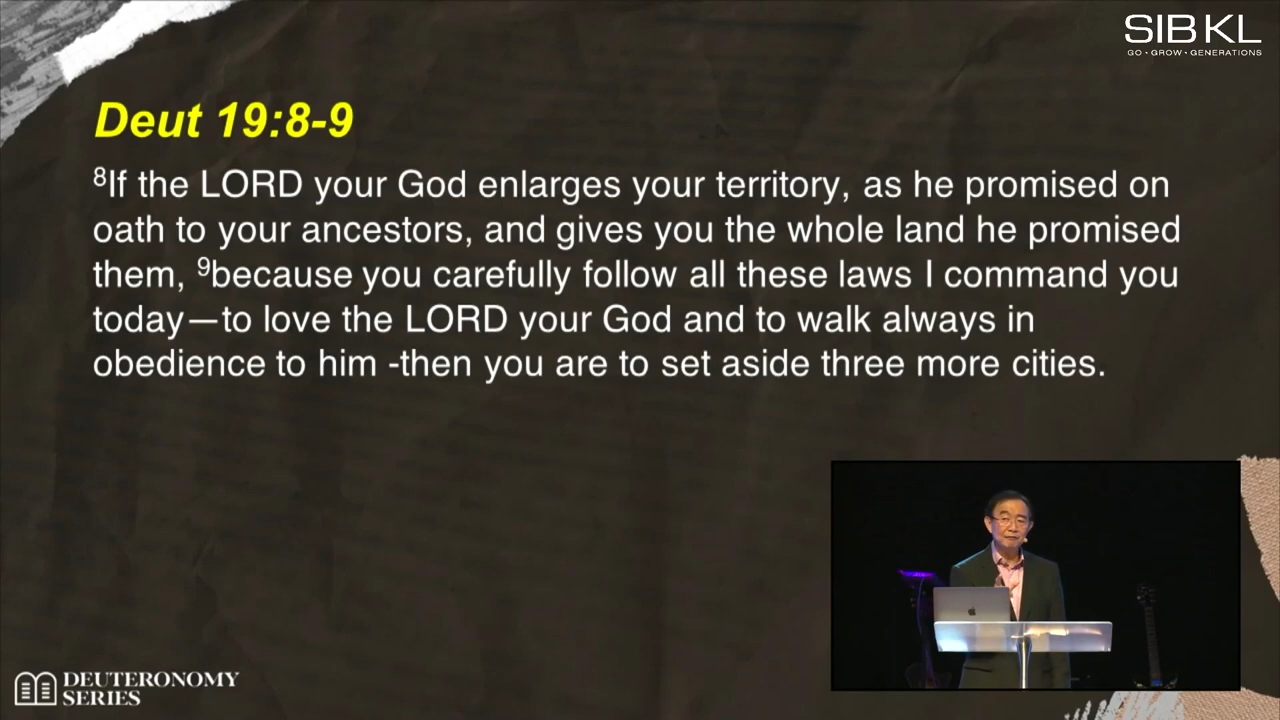 SIB KL
GO • GROW • GENERATIONS
Deut 19:8-9
⁸If the LORD your God enlarges your territory, as he promised on
oath to your ancestors, and gives you the whole land he promised
them, ⁹because you carefully follow all these laws I command you
today—to love the LORD your God and to walk always in
obedience to him -then you are to set aside three more cities.
DEUTERONOMY
SERIES